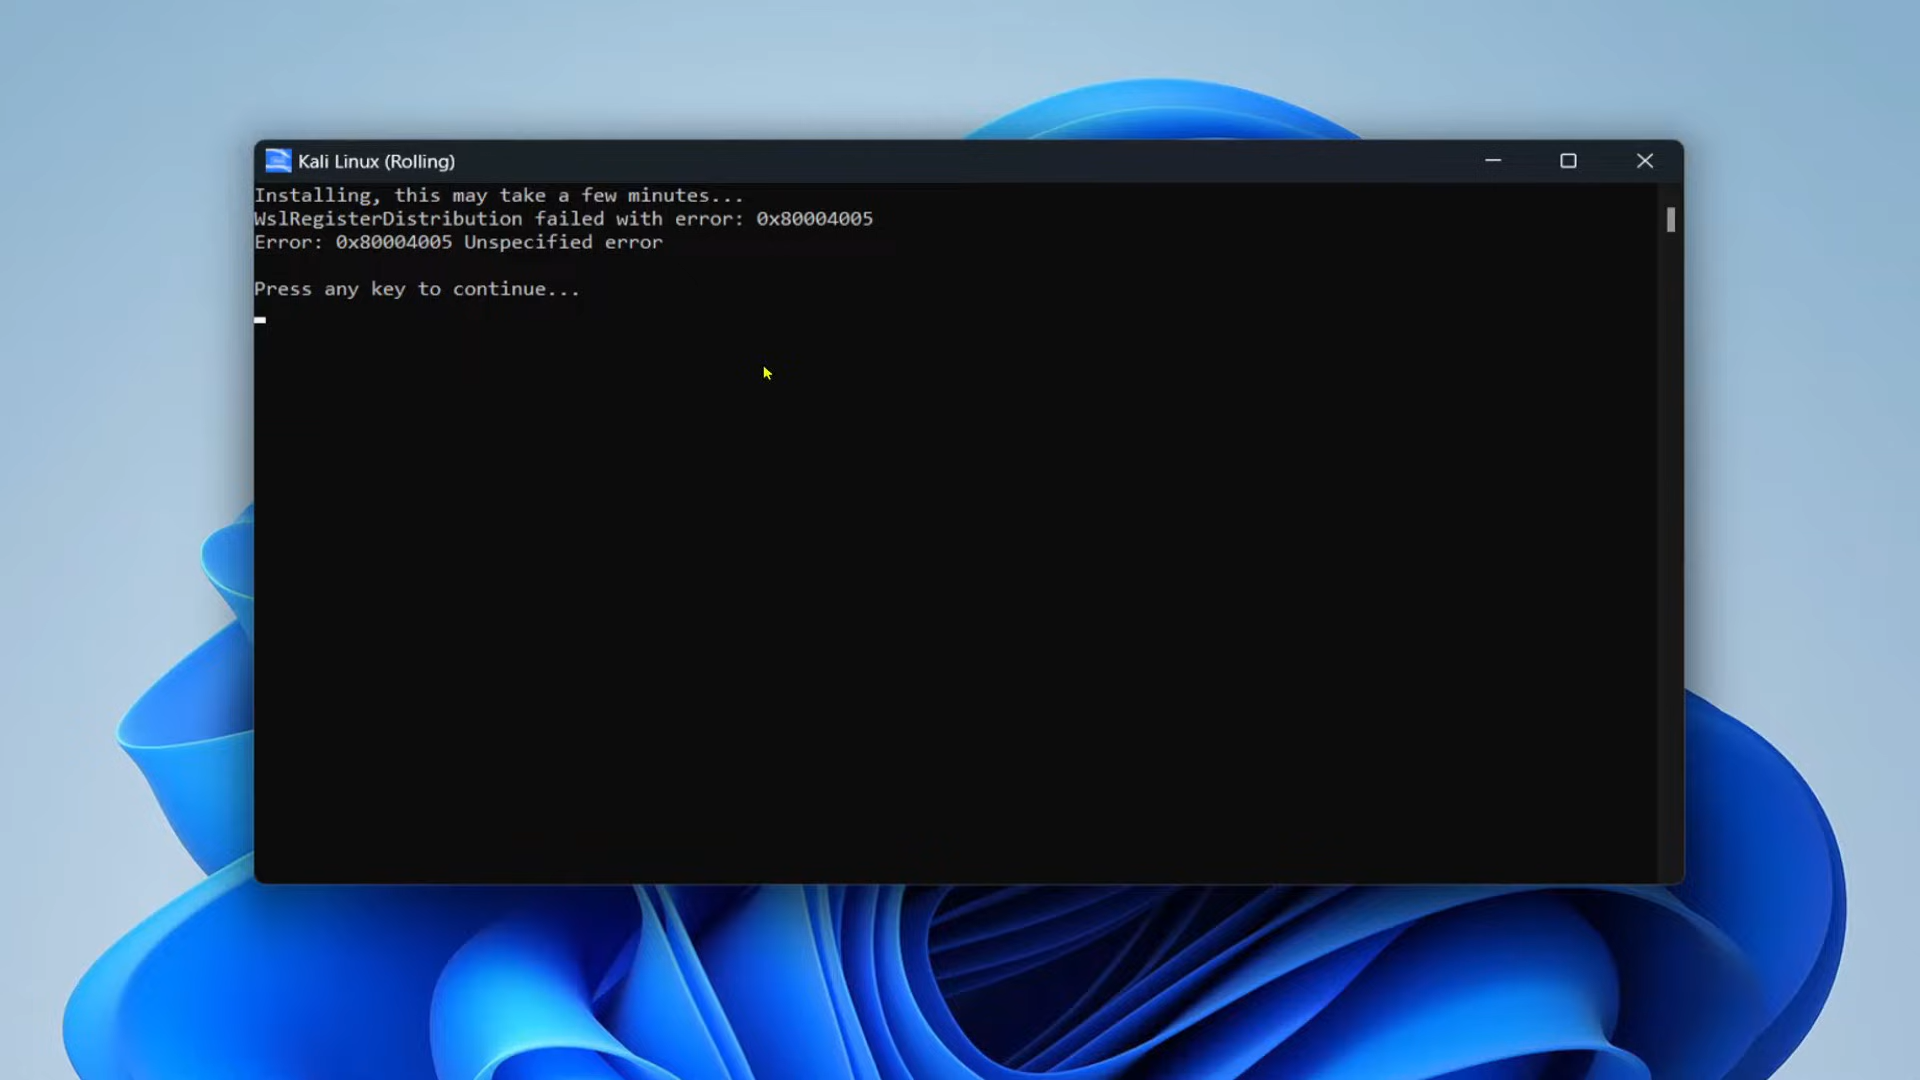 Kali Linux (Rolling)
Installing, this may take a few minutes...
WslRegisterDistribution failed with error: 0x80004005
Error: 0x80004005 Unspecified error
Press any key to continue...